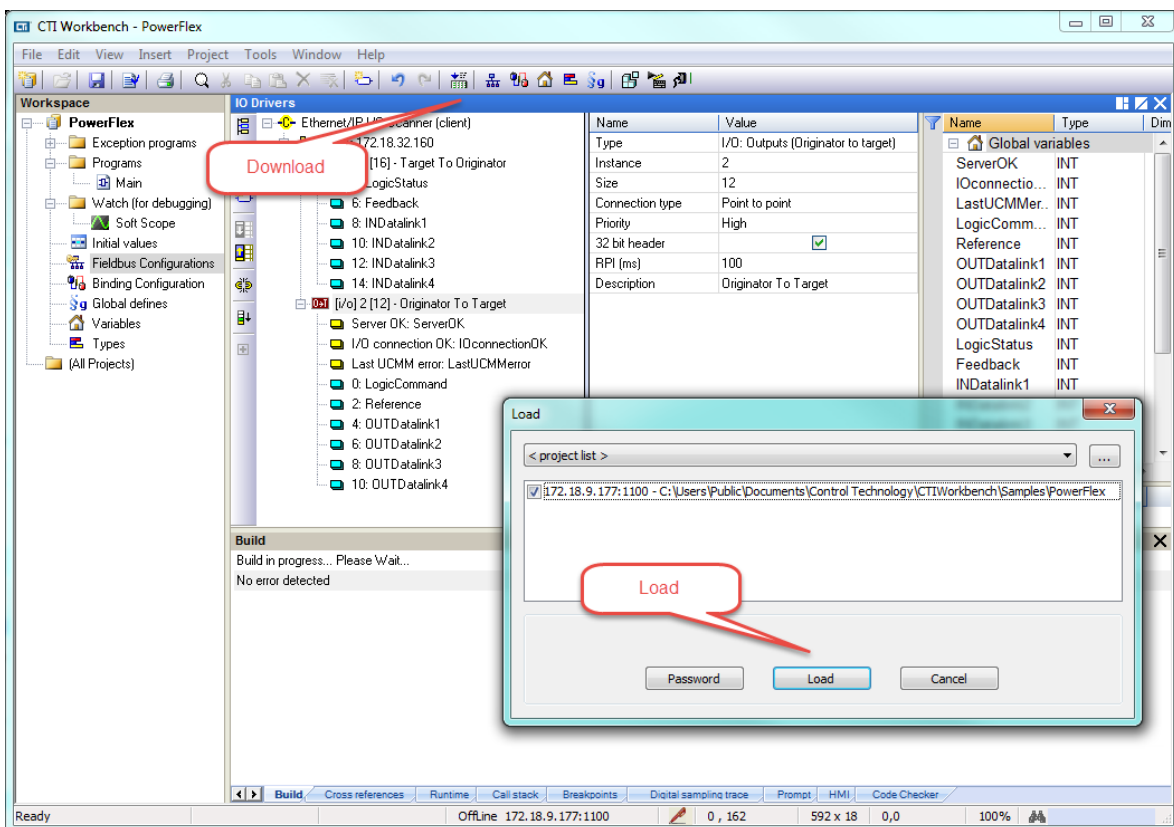 CTI Workbench - PowerFlex
File Edit View Insert Project Tools Window Help
Workspace
PowerFlex
Exception programs
Programs
Main
Watch (for debugging)
Soft Scope
Initial values
Fieldbus Configurations
Binding Configuration
Global defines
Variables
Types
(All Projects)
IO Drivers
Ethernet/IP I/O Scanner (client)
172.18.32.160
[16] - Target To Originator
LogicStatus
6: Feedback
8: INDatalink1
10: INDatalink2
12: INDatalink3
14: INDatalink4
[i/o] 2 [12] - Originator To Target
Server OK: ServerOK
I/O connection OK: IOconnectionOK
Last UCMM error: LastUCMMerror
0: LogicCommand
2: Reference
4: OUTDatalink1
6: OUTDatalink2
8: OUTDatalink3
10: OUTDatalink4
Download
Name Value
Type I/O: Outputs (Originator to target)
Instance 2
Size 12
Connection type Point to point
Priority High
32 bit header
RPI (ms) 100
Description Originator To Target
Name Type Dim
Global variables
ServerOK INT
IOconnectio... INT
LastUCMMer... INT
LogicComm... INT
Reference INT
OUTDatalink1 INT
OUTDatalink2 INT
OUTDatalink3 INT
OUTDatalink4 INT
LogicStatus INT
Feedback INT
INDatalink1 INT
Load
< project list >
...
172.18.9.177:1100 - C:\Users\Public\Documents\Control Technology\CTIWorkbench\Samples\PowerFlex
Load
Password Load Cancel
Build
Build in progress... Please Wait...
No error detected
Build Cross references Runtime Call stack Breakpoints Digital sampling trace Prompt HMI Code Checker
Ready OffLine 172.18.9.177:1100 0 , 162 592 x 18 0,0 100%